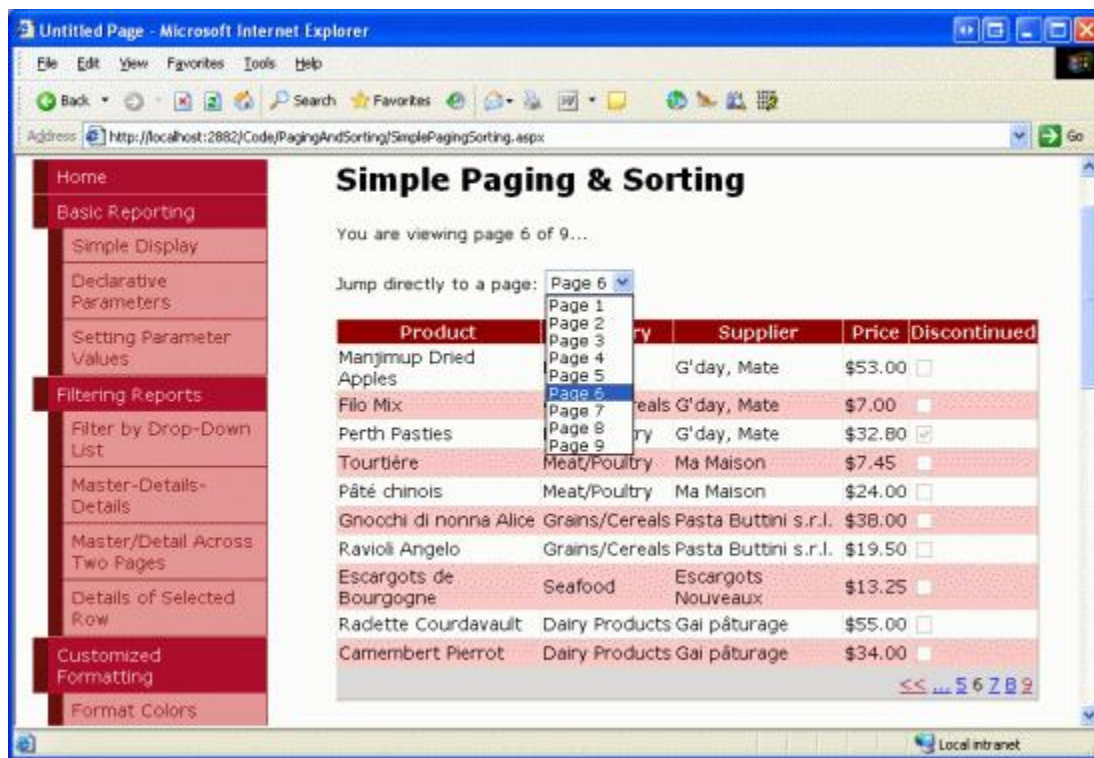 Untitled Page - Microsoft Internet Explorer
File Edit View Favorites Tools Help
Back Search Favorites
Address http://localhost:2882/Code/PagingAndSorting/SimplePagingSorting.aspx Go
Home
Basic Reporting
Simple Display
Declarative
Parameters
Setting Parameter
Values
Filtering Reports
Filter by Drop-Down
List
Master-Details-
Details
Master/Detail Across
Two Pages
Details of Selected
Row
Customized
Formatting
Format Colors
Simple Paging & Sorting
You are viewing page 6 of 9...
Jump directly to a page: Page 6
Page 1
Page 2
Page 3
Page 4
Page 5
Page 6
Page 7
Page 8
Page 9
Product ry Supplier Price Discontinued
Manjimup Dried
Apples
G'day, Mate $53.00
Filo Mix eals G'day, Mate $7.00
Perth Pasties ry G'day, Mate $32.80
Tourtière Meat/Poultry Ma Maison $7.45
Pâté chinois Meat/Poultry Ma Maison $24.00
Gnocchi di nonna Alice Grains/Cereals Pasta Buttini s.r.l. $38.00
Ravioli Angelo Grains/Cereals Pasta Buttini s.r.l. $19.50
Escargots de
Bourgogne
Seafood
Escargots
Nouveaux
$13.25
Radette Courdavault Dairy Products Gai pâturage $55.00
Camembert Pierrot Dairy Products Gai pâturage $34.00
<< ... 5 6 7 8 9
Local intranet